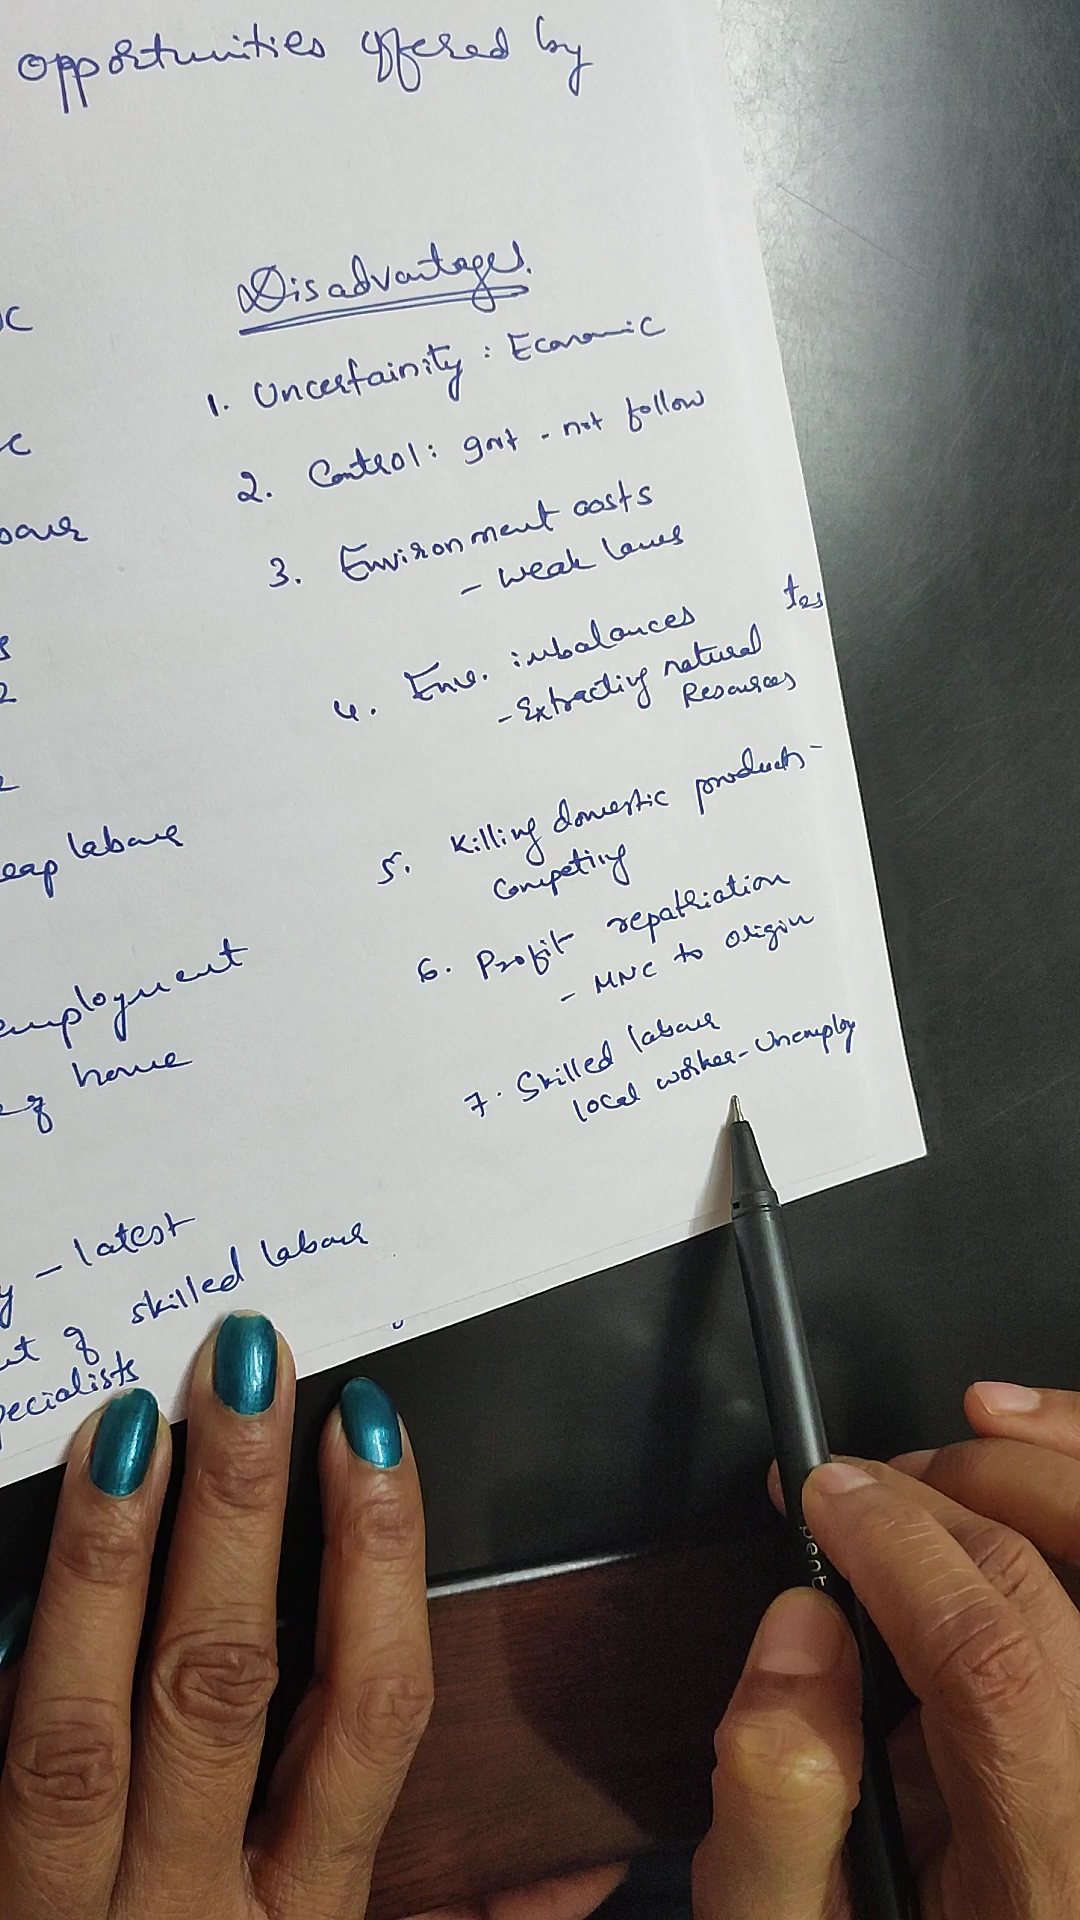 opportunities offered by
Disadvantages.
1. Uncertainity : Economic
2. Control : govt - not follow
3. Environment costs
- weak laws
4. Env. imbalances
- Extracting natural
Resources
5. Killing domestic products -
Competing
6. Profit repatriation
- MNC to origin
7. Skilled labour
local worker - Unemploy
labour
employment
home
- latest
skilled labour
pent